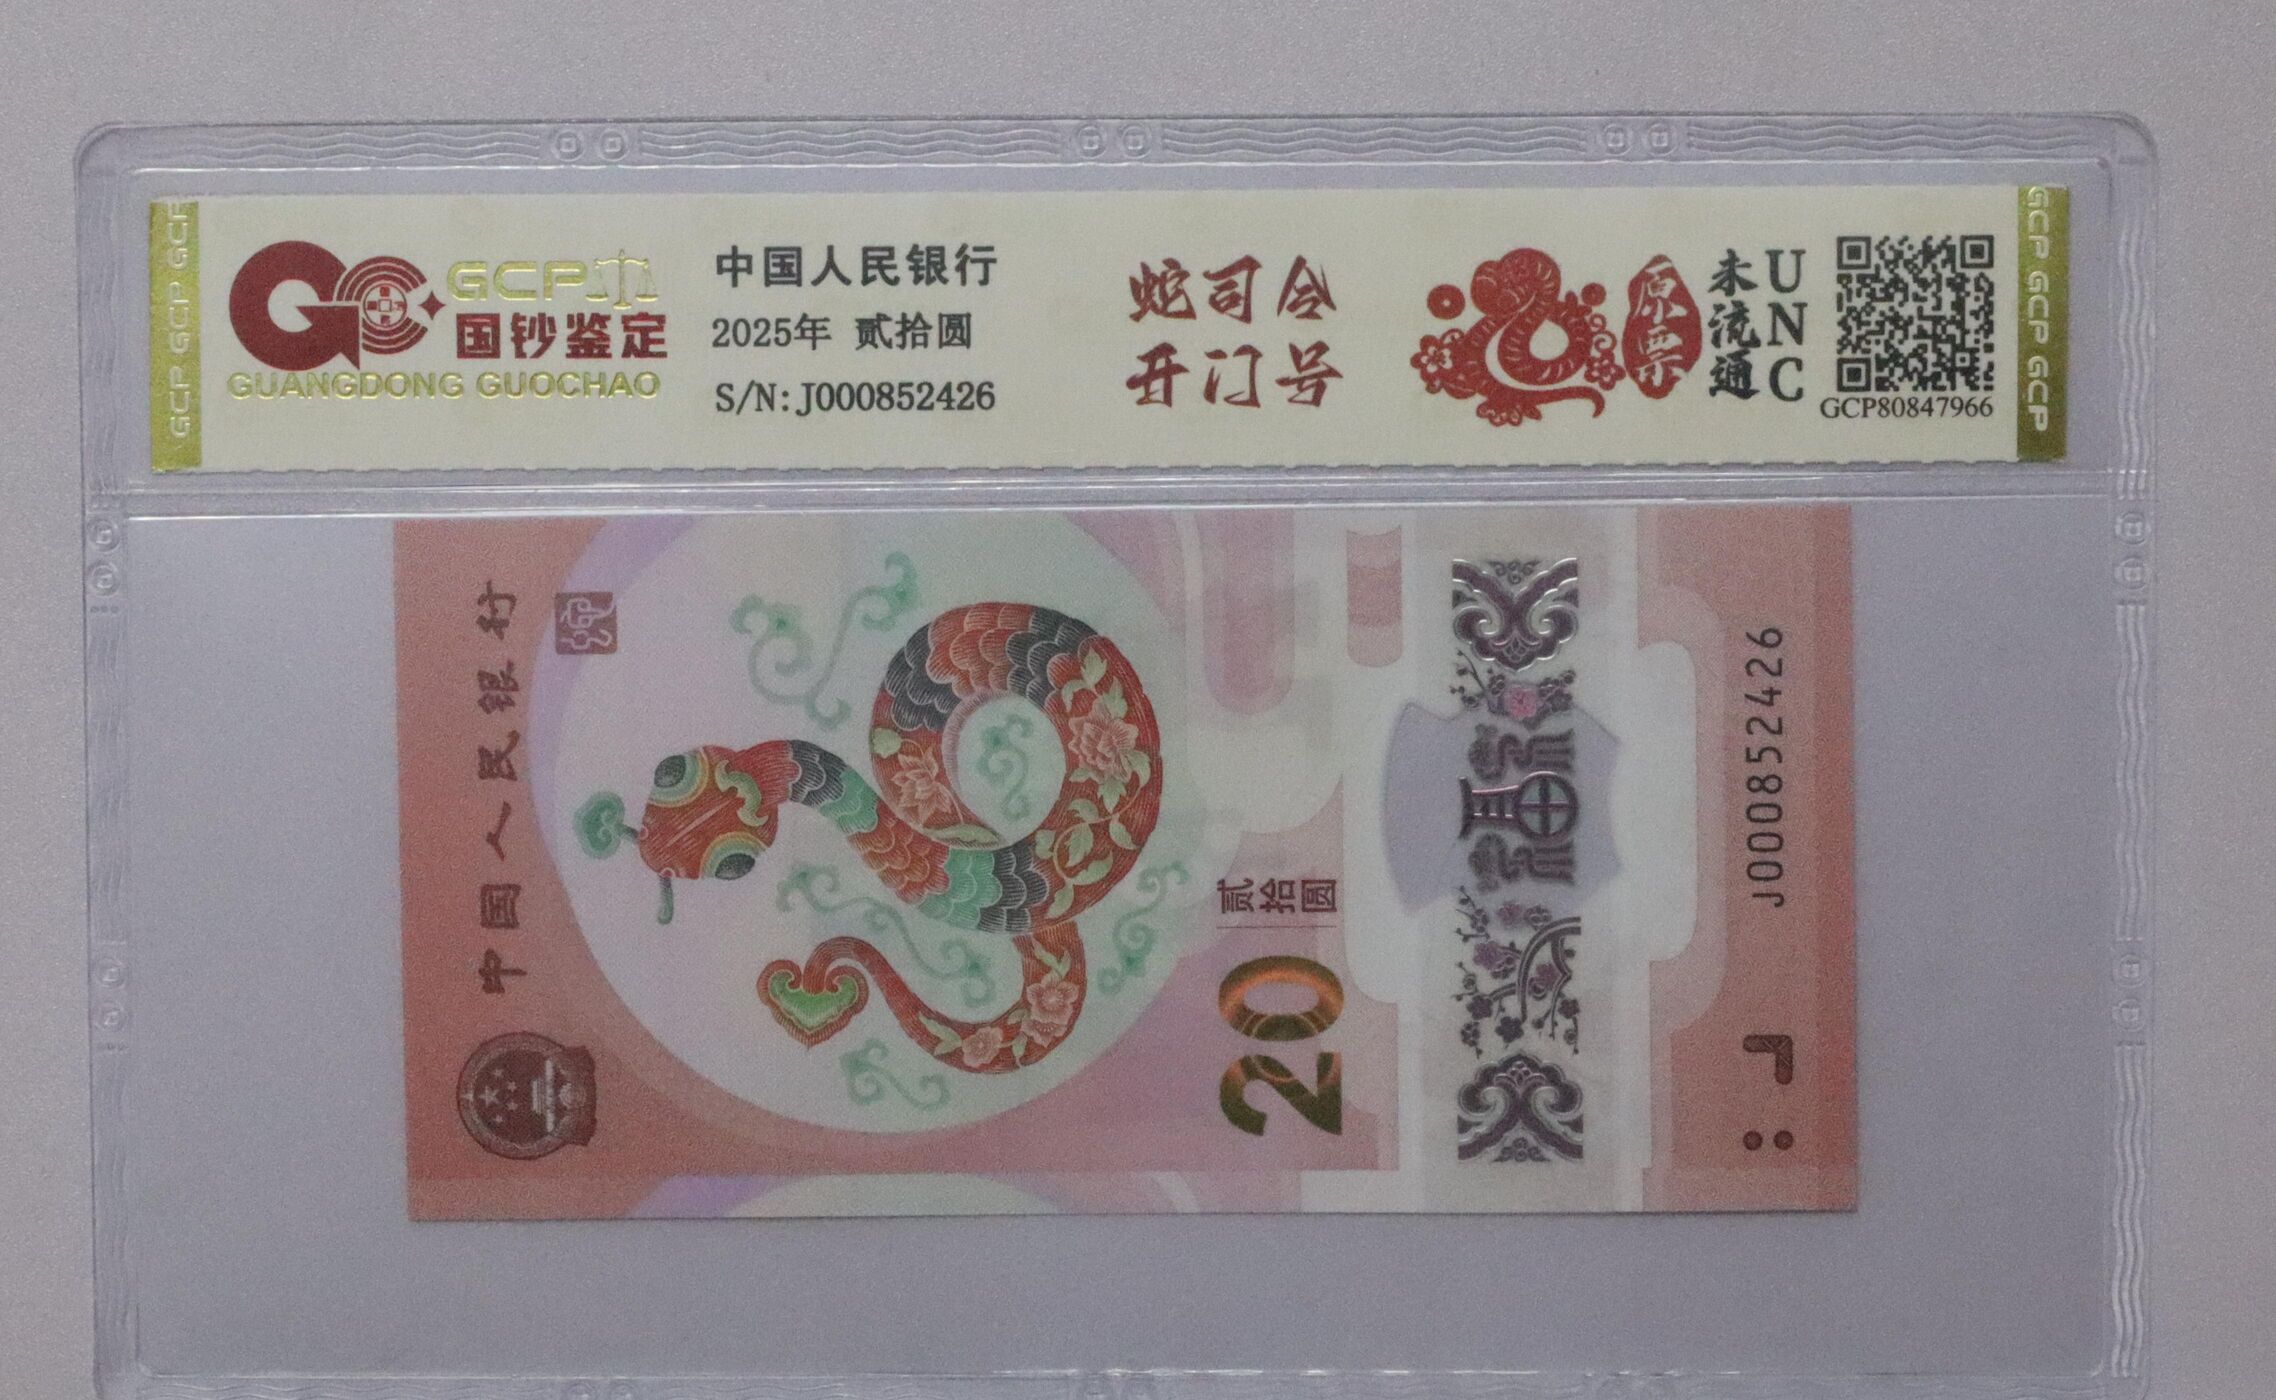 GCP GCP GCP
GCP
国钞鉴定
GUANGDONG GUOCHAO
中国人民银行
2025年 贰拾圆
S/N:J000852426
蛇司令
开门号
原票
未流通
UNC
GCP80847966
GCP GCP GCP
中国人民银行
贰拾圆
20
福
J000852426